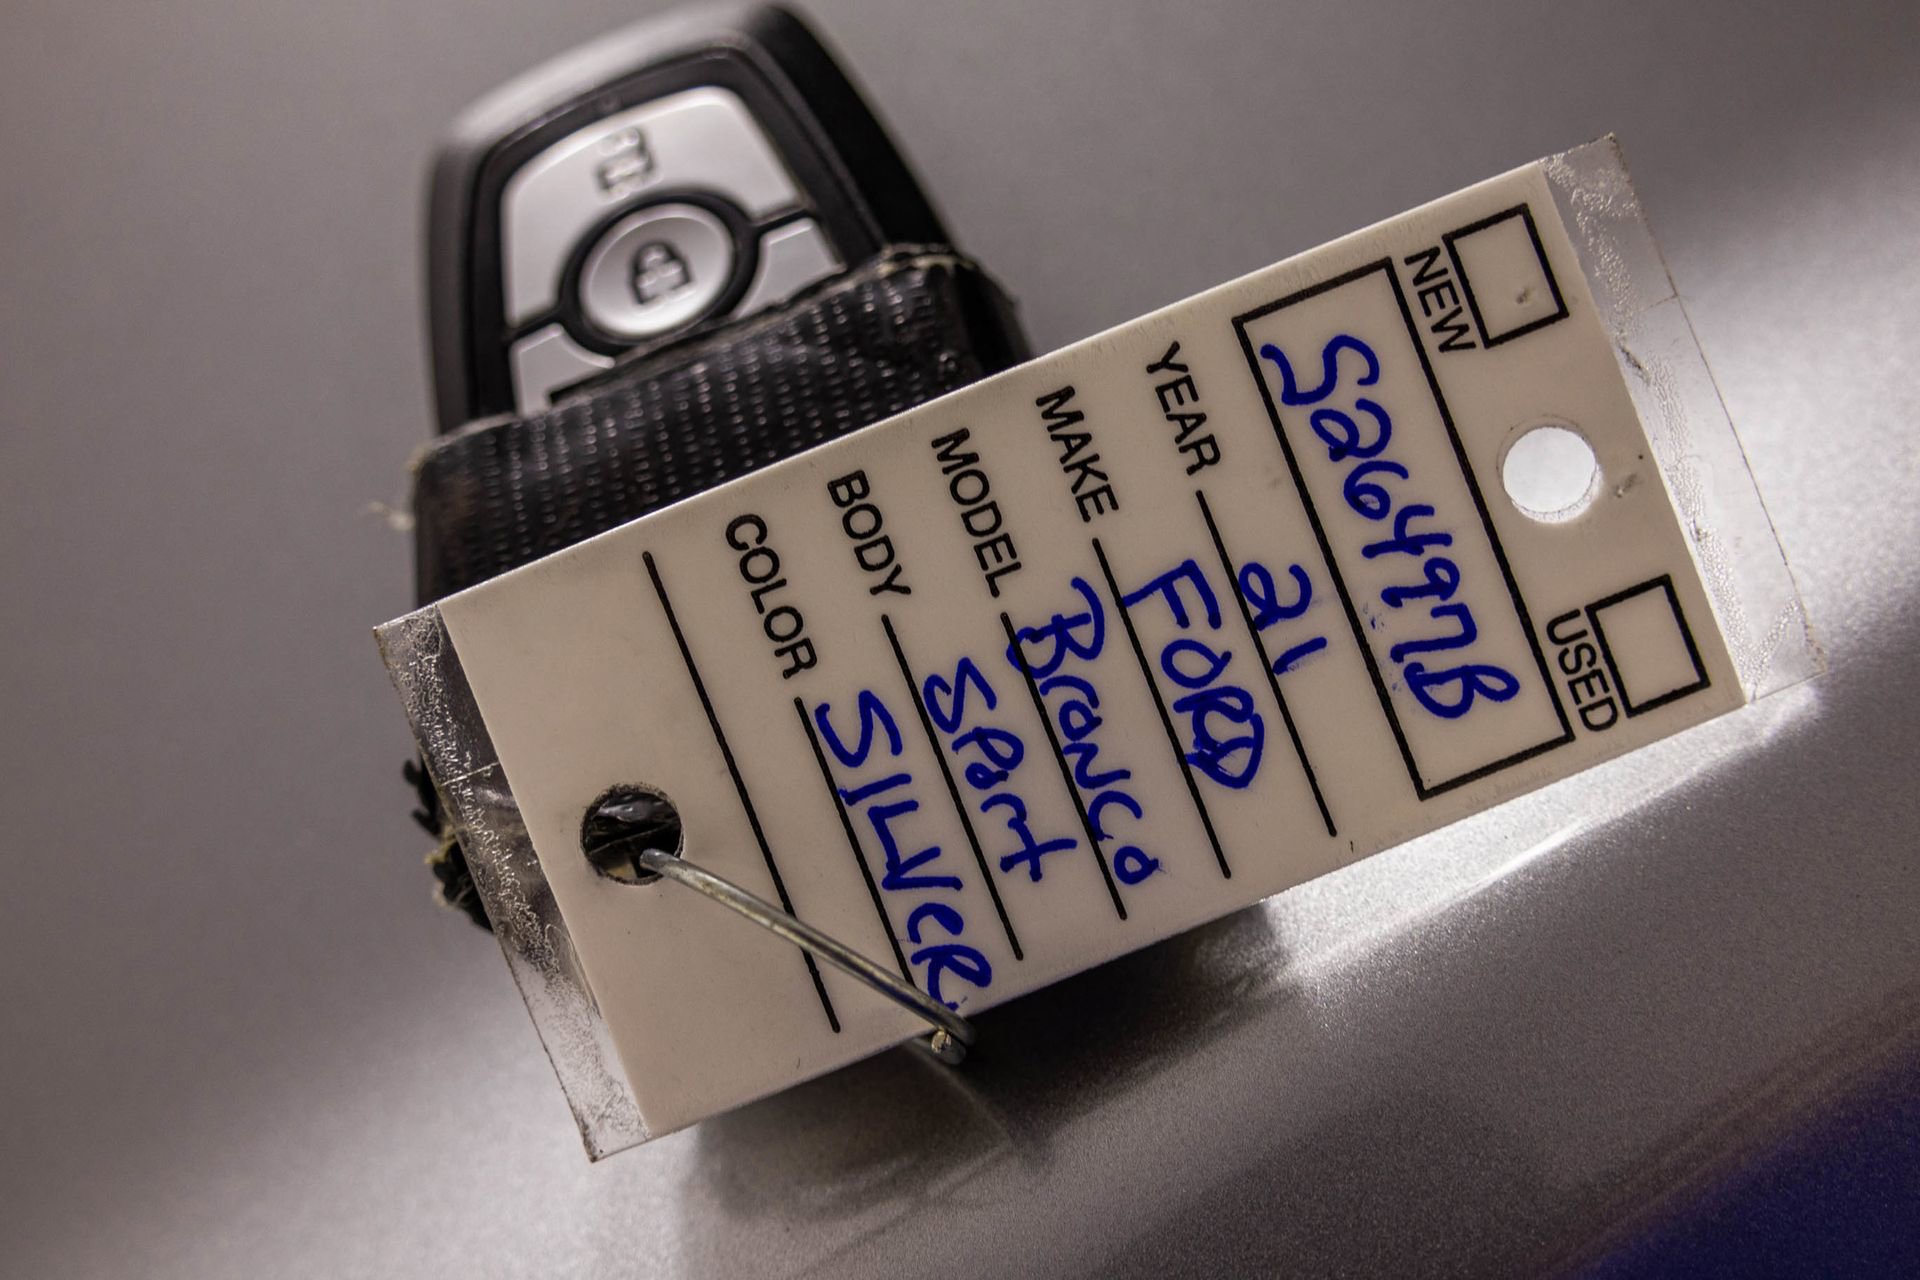 NEW USED
S26497B
YEAR 21
MAKE FORD
MODEL Bronco
BODY Sport
COLOR SILVER